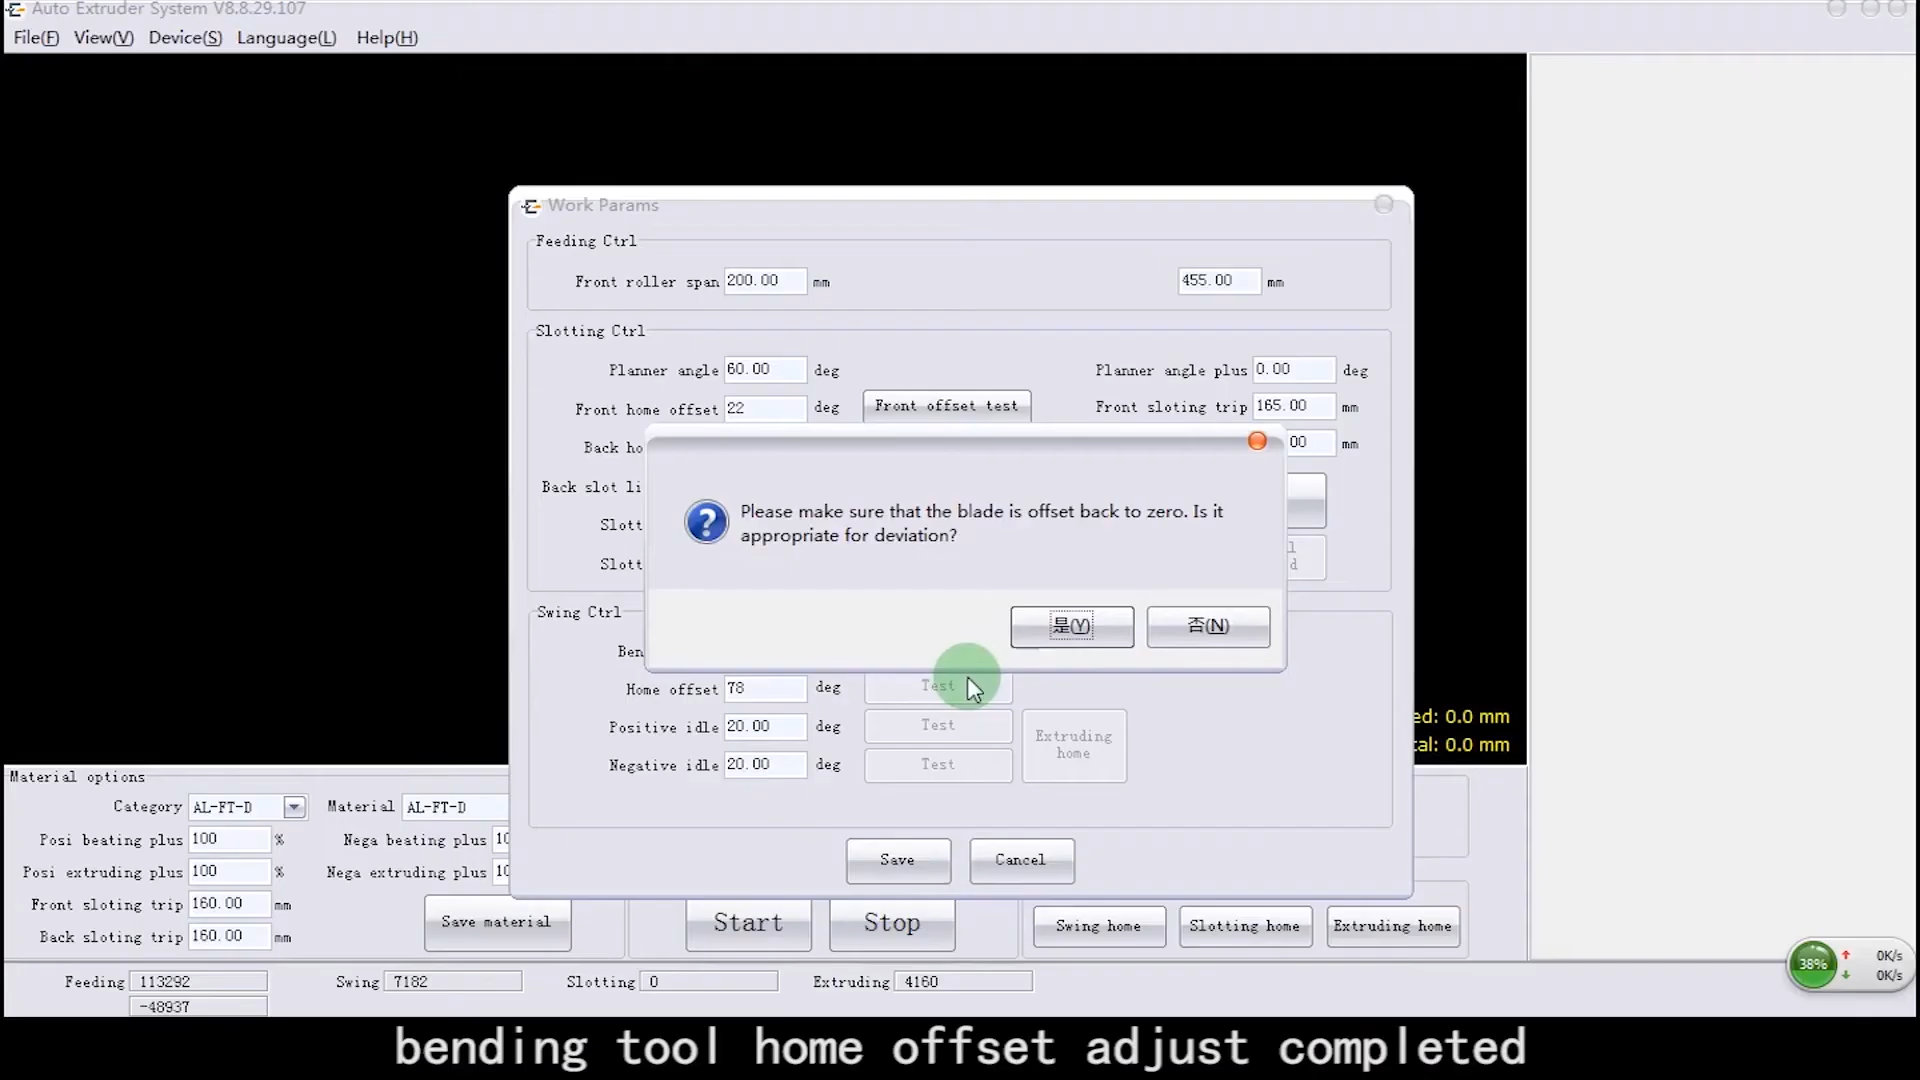 Auto Extruder System V8.8.29.107
File(F) View(V) Device(S) Language(L) Help(H)
Work Params
Feeding Ctrl
Front roller span 200.00 mm 455.00 mm
Slotting Ctrl
Planner angle 60.00 deg Planner angle plus 0.00 deg
Front home offset 22 deg Front offset test Front sloting trip 165.00 mm
Back ho 00 mm
Back slot li
Slott
Slott l
d
Please make sure that the blade is offset back to zero. Is it
appropriate for deviation?
是(Y) 否(N)
Swing Ctrl
Ben
Home offset 78 deg Test
Positive idle 20.00 deg Test
Extruding
home
Negative idle 20.00 deg Test
Save Cancel
ed: 0.0 mm
tal: 0.0 mm
Material options
Category AL-FT-D Material AL-FT-D
Posi beating plus 100 % Nega beating plus 10
Posi extruding plus 100 % Nega extruding plus 10
Front sloting trip 160.00 mm
Back sloting trip 160.00 mm
Save material Start Stop Swing home Slotting home Extruding home
Feeding 113292 Swing 7182 Slotting 0 Extruding 4160
-48937
38% 0K/s
0K/s
bending tool home offset adjust completed